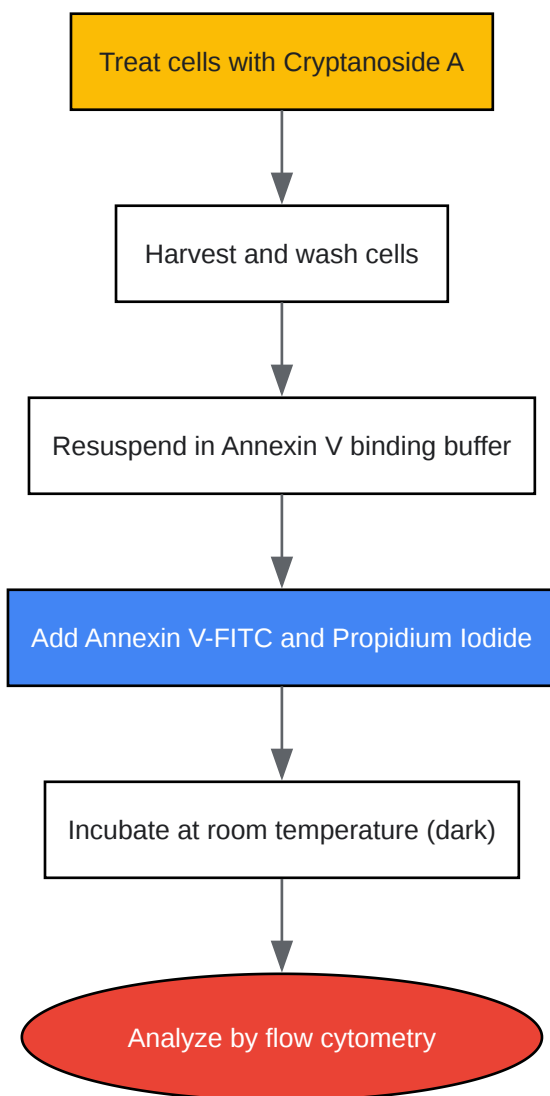 Treat cells with Cryptanoside A
Harvest and wash cells
Resuspend in Annexin V binding buffer
Add Annexin V-FITC and Propidium Iodide
Incubate at room temperature (dark)
Analyze by flow cytometry